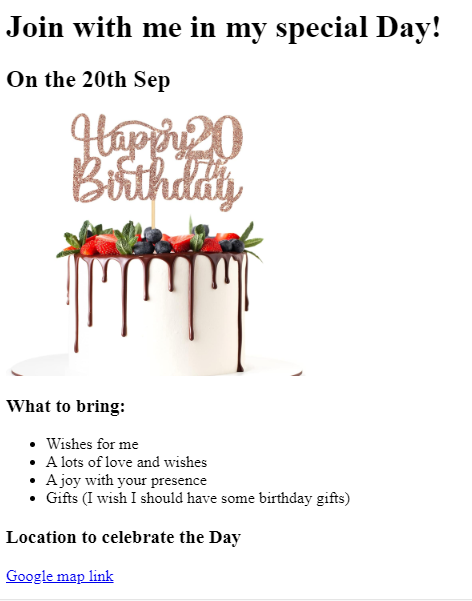 Join with me in my special Day!
On the 20th Sep
Happy 20
th
Birthday
What to bring:
Wishes for me
A lots of love and wishes
A joy with your presence
Gifts (I wish I should have some birthday gifts)
Location to celebrate the Day
Google map link